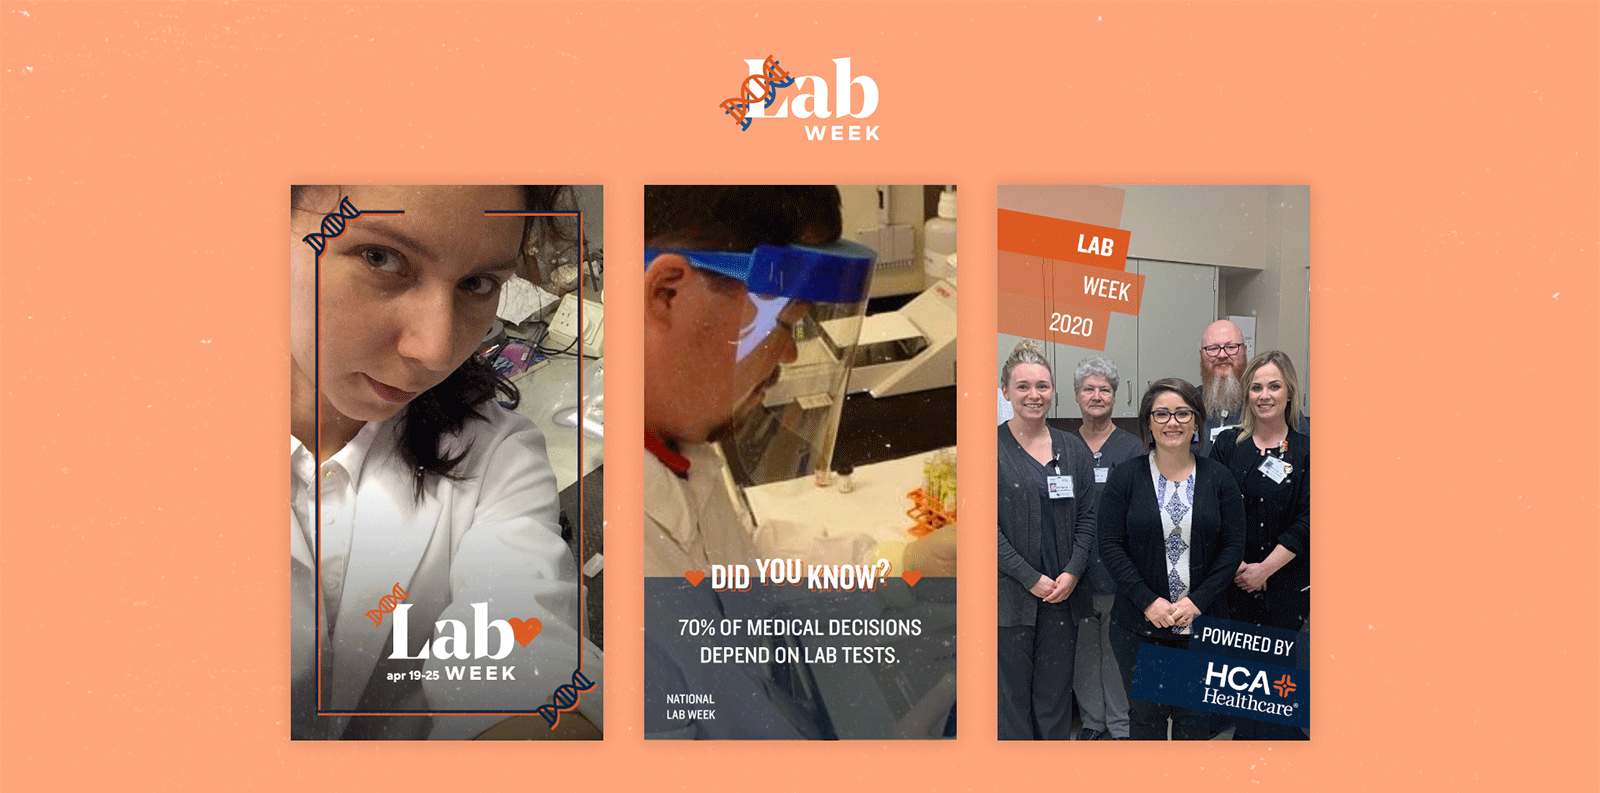 Lab
WEEK
Lab
apr 19-25 WEEK
DID YOU KNOW?
70% OF MEDICAL DECISIONS
DEPEND ON LAB TESTS.
NATIONAL
LAB WEEK
LAB
WEEK
2020
POWERED BY
HCA
Healthcare®